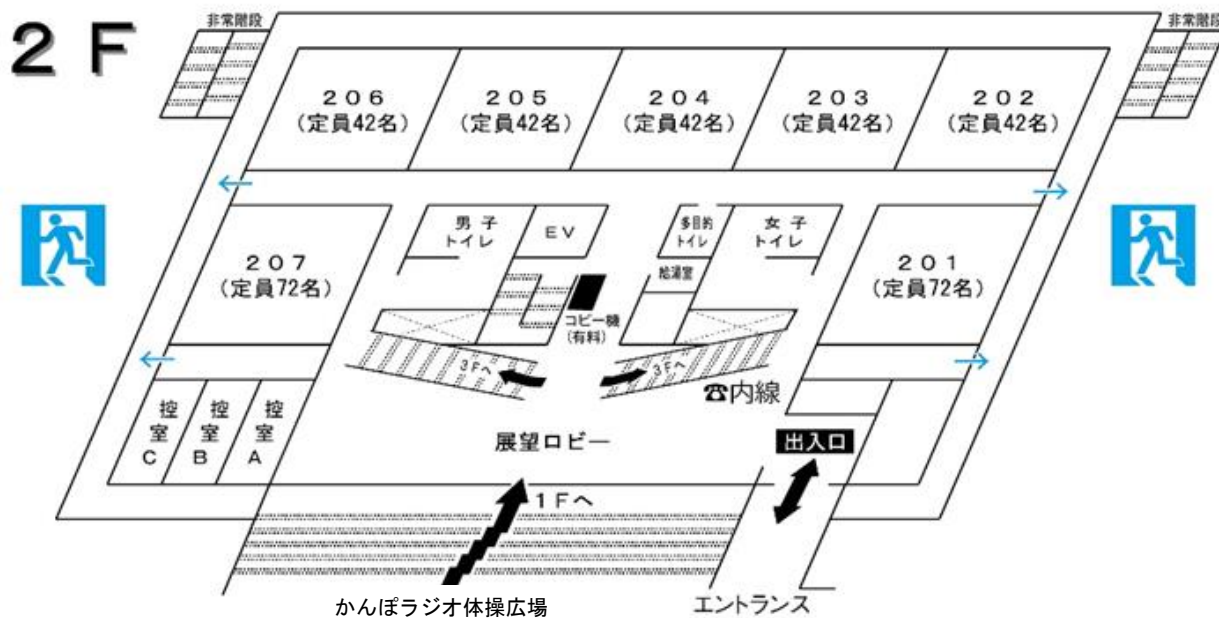 2F
非常階段
非常階段
206
(定員42名)
205
(定員42名)
204
(定員42名)
203
(定員42名)
202
(定員42名)
男子
トイレ
EV
多目的
トイレ
女子
トイレ
給湯室
207
(定員72名)
201
(定員72名)
コピー機
(有料)
3Fへ
3Fへ
☎内線
控室C
控室B
控室A
展望ロビー
出入口
1Fへ
かんぽラジオ体操広場
エントランス